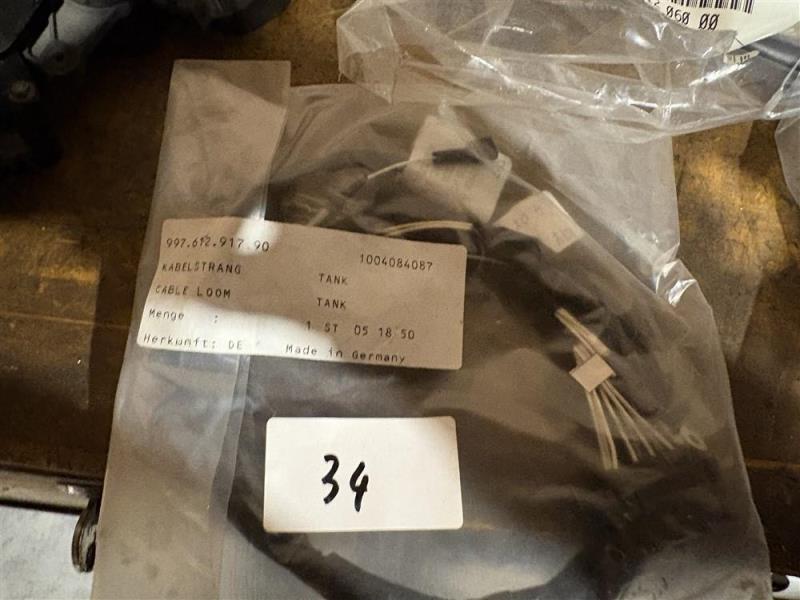 060 00
997.612.917.90
1004084087
KABELSTRANG TANK
CABLE LOOM TANK
Menge : 1 ST 05 18 50
Herkunft: DE Made in Germany
34